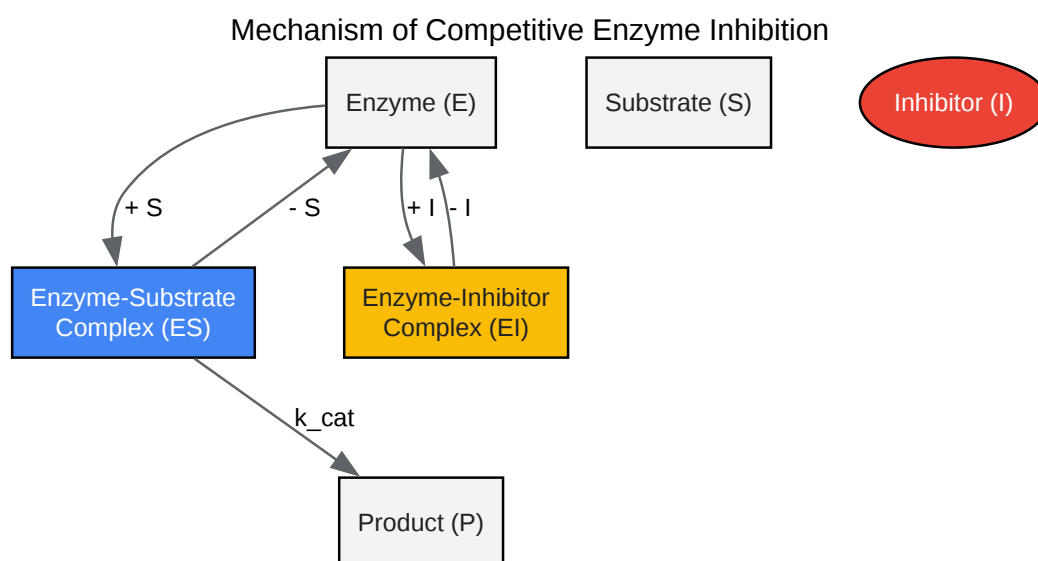 Mechanism of Competitive Enzyme Inhibition
Enzyme (E)
Substrate (S)
Inhibitor (I)
+ S
- S
+ I
- I
Enzyme-Substrate
Complex (ES)
Enzyme-Inhibitor
Complex (EI)
k_cat
Product (P)